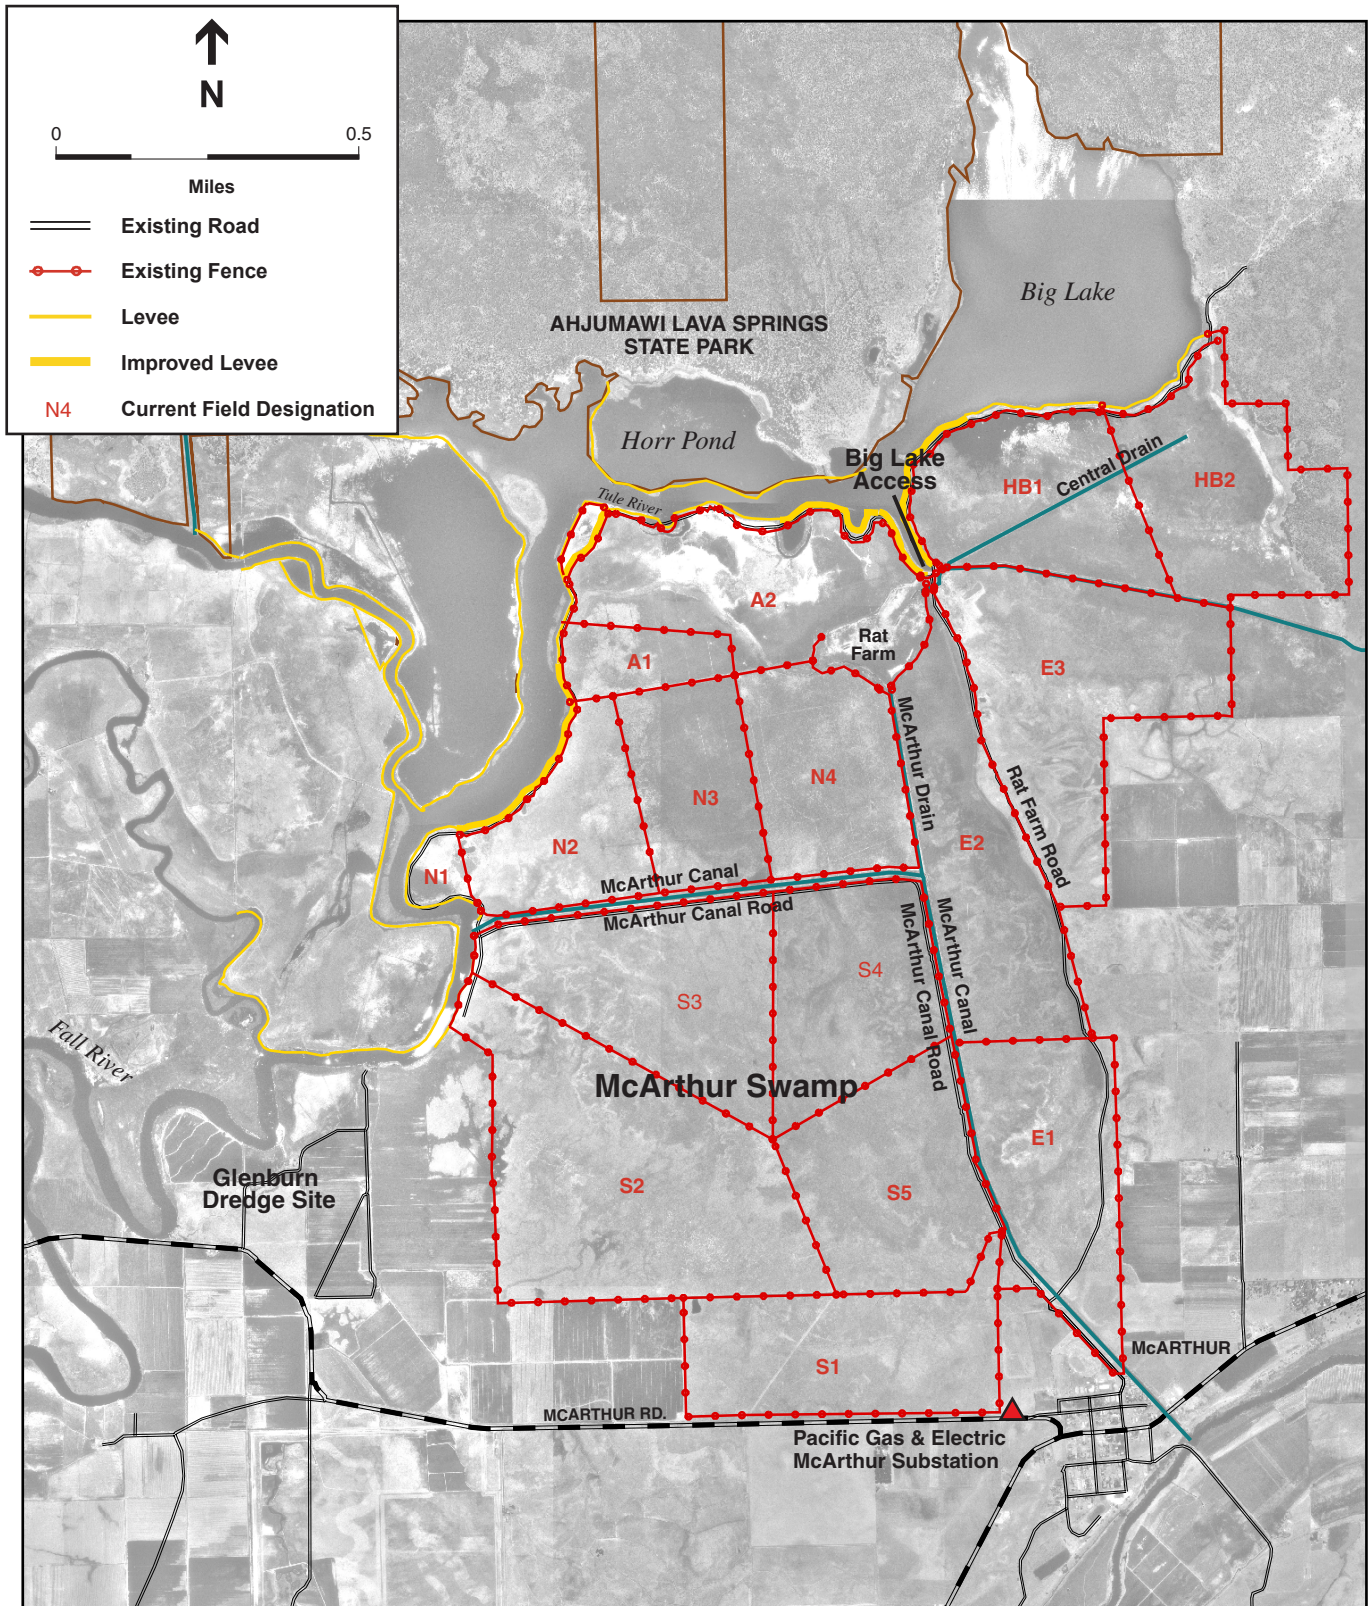 N
0 0.5
Miles
Existing Road
Existing Fence
Levee
Improved Levee
N4 Current Field Designation
Big Lake
AHJUMAWI LAVA SPRINGS
STATE PARK
Horr Pond
Big Lake
Access
Tule River
HB1
Central Drain
HB2
A2
Rat
Farm
A1
E3
McArthur Drain
N4
N3
Rat Farm Road
N2
E2
N1
McArthur Canal
McArthur Canal Road
McArthur Canal
McArthur Canal Road
S4
S3
Fall River
McArthur Swamp
E1
Glenburn
Dredge Site
S2
S5
McARTHUR
S1
MCARTHUR RD.
Pacific Gas & Electric
McArthur Substation